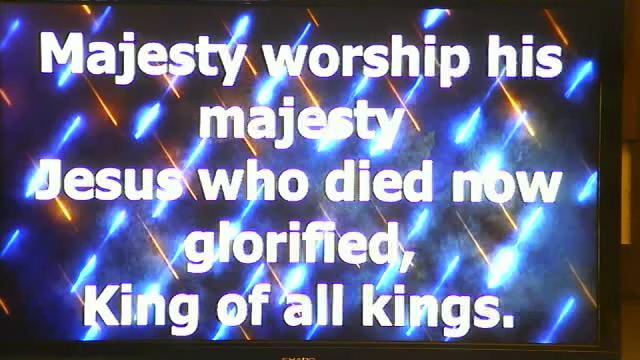 Majesty worship his
majesty
Jesus who died now
glorified,
King of all kings.